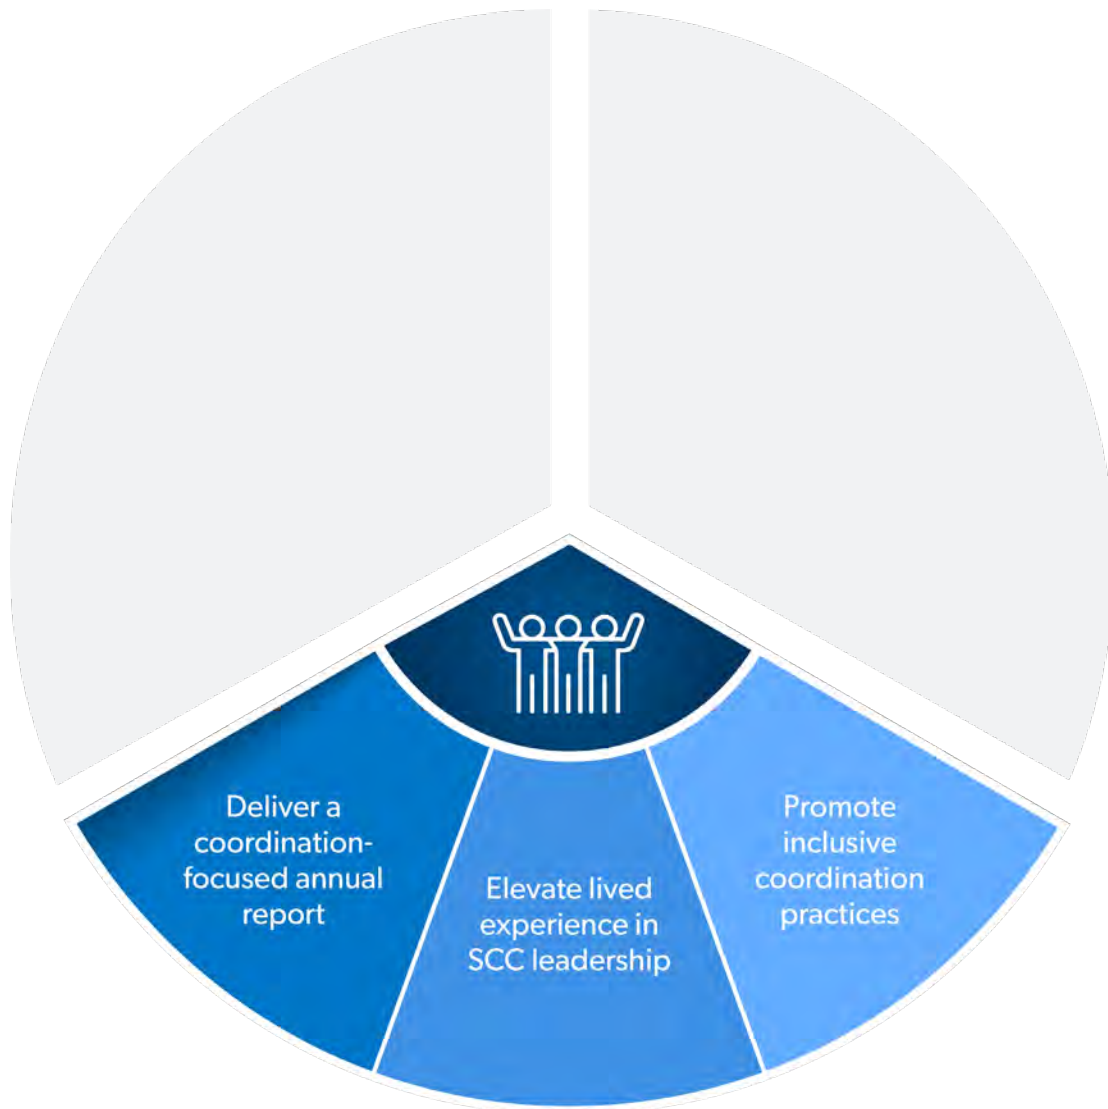 Deliver a
coordination-
focused annual
report
Elevate lived
experience in
SCC leadership
Promote
inclusive
coordination
practices